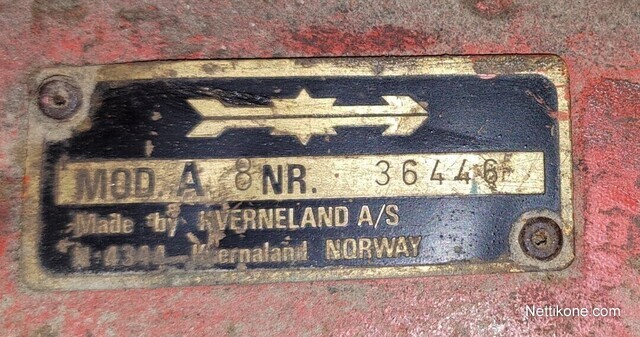 MOD. A. 8 NR. 36446
Made by KVERNELAND A/S
N-4344 Kvernaland NORWAY
Nettikone.com